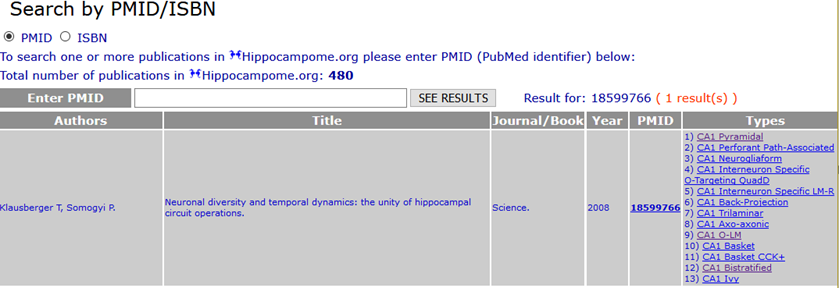 Search by PMID/ISBN
PMID ISBN
To search one or more publications in Hippocampome.org please enter PMID (PubMed identifier) below:
Total number of publications in Hippocampome.org: 480
Enter PMID SEE RESULTS Result for: 18599766 ( 1 result(s) )
Authors Title Journal/Book Year PMID Types
Klausberger T, Somogyi P.
Neuronal diversity and temporal dynamics: the unity of hippocampal
circuit operations.
Science.
2008
18599766
1) CA1 Pyramidal
2) CA1 Perforant Path-Associated
3) CA1 Neurogliaform
4) CA1 Interneuron Specific
O-Targeting QuadD
5) CA1 Interneuron Specific LM-R
6) CA1 Back-Projection
7) CA1 Trilaminar
8) CA1 Axo-axonic
9) CA1 O-LM
10) CA1 Basket
11) CA1 Basket CCK+
12) CA1 Bistratified
13) CA1 Ivy